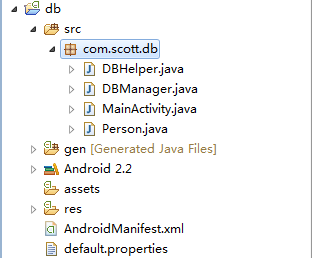 db
src
com.scott.db
DBHelper.java
DBManager.java
MainActivity.java
Person.java
gen [Generated Java Files]
Android 2.2
assets
res
AndroidManifest.xml
default.properties